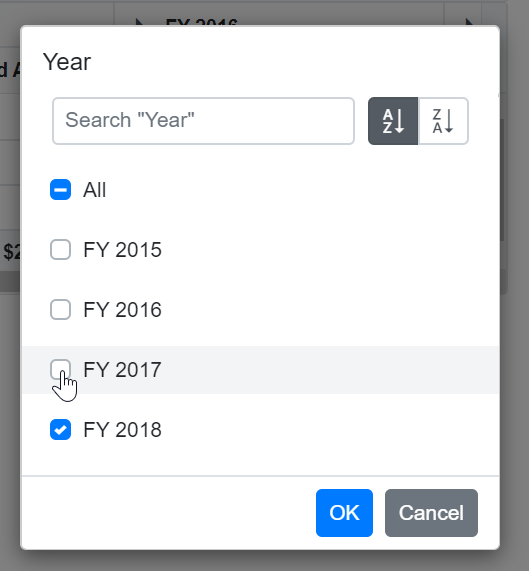 FY 2016
d A
Year
Search "Year"
A
Z
Z
A
All
FY 2015
FY 2016
FY 2017
FY 2018
$2
OK
Cancel